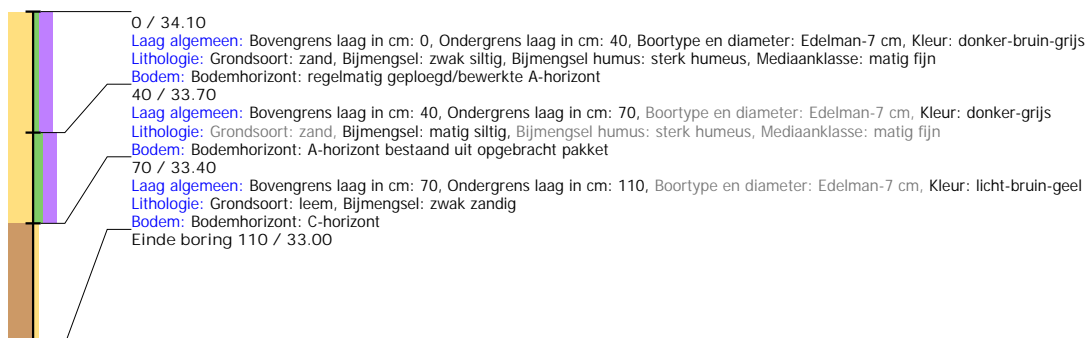 0 / 34.10
Laag algemeen: Bovengrens laag in cm: 0, Ondergrens laag in cm: 40, Boortype en diameter: Edelman-7 cm, Kleur: donker-bruin-grijs
Lithologie: Grondsoort: zand, Bijmengsel: zwak siltig, Bijmengsel humus: sterk humeus, Mediaanklasse: matig fijn
Bodem: Bodemhorizont: regelmatig geploegd/bewerkte A-horizont
40 / 33.70
Laag algemeen: Bovengrens laag in cm: 40, Ondergrens laag in cm: 70, Boortype en diameter: Edelman-7 cm, Kleur: donker-grijs
Lithologie: Grondsoort: zand, Bijmengsel: matig siltig, Bijmengsel humus: sterk humeus, Mediaanklasse: matig fijn
Bodem: Bodemhorizont: A-horizont bestaand uit opgebracht pakket
70 / 33.40
Laag algemeen: Bovengrens laag in cm: 70, Ondergrens laag in cm: 110, Boortype en diameter: Edelman-7 cm, Kleur: licht-bruin-geel
Lithologie: Grondsoort: leem, Bijmengsel: zwak zandig
Bodem: Bodemhorizont: C-horizont
Einde boring 110 / 33.00